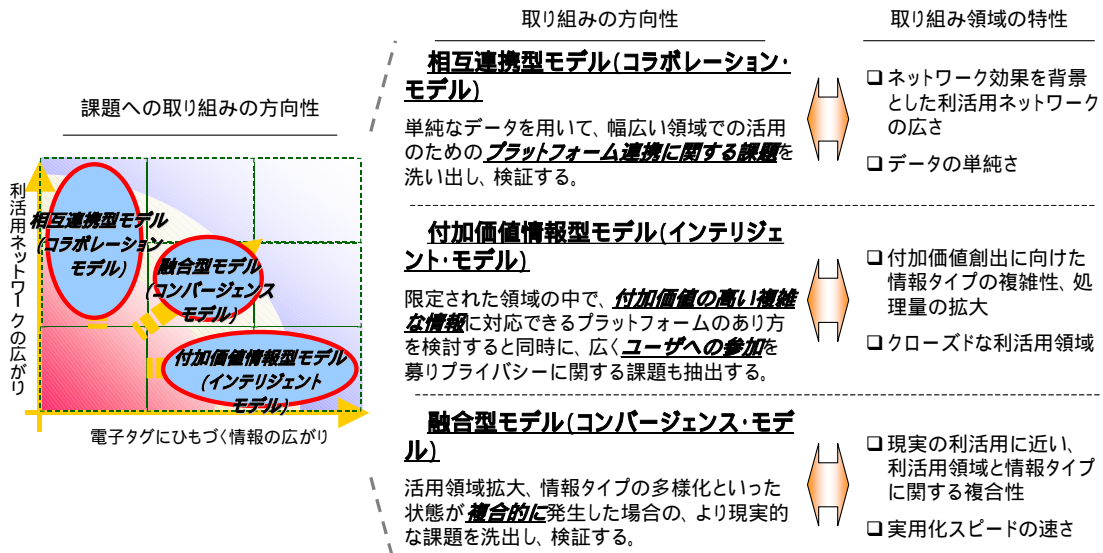 取り組みの方向性
取り組み領域の特性
課題への取り組みの方向性
利活用ネットワークの広がり
相互連携型モデル
(コラボレーション
モデル)
融合型モデル
(コンバージェンス
モデル)
付加価値情報型モデル
(インテリジェント
モデル)
電子タグにひもづく情報の広がり
相互連携型モデル(コラボレーション・
モデル)
単純なデータを用いて、幅広い領域での活用
のためのプラットフォーム連携に関する課題を
洗い出し、検証する。
❑ ネットワーク効果を背景
とした利活用ネットワーク
の広さ
❑ データの単純さ
付加価値情報型モデル(インテリジェ
ント・モデル)
限定された領域の中で、付加価値の高い複雑
な情報に対応できるプラットフォームのあり方
を検討すると同時に、広くユーザへの参加を
募りプライバシーに関する課題も抽出する。
❑ 付加価値創出に向けた
情報タイプの複雑性、処
理量の拡大
❑ クローズドな利活用領域
融合型モデル(コンバージェンス・モデ
ル)
活用領域拡大、情報タイプの多様化といった
状態が複合的に発生した場合の、より現実的
な課題を洗出し、検証する。
❑ 現実の利活用に近い、
利活用領域と情報タイプ
に関する複合性
❑ 実用化スピードの速さ